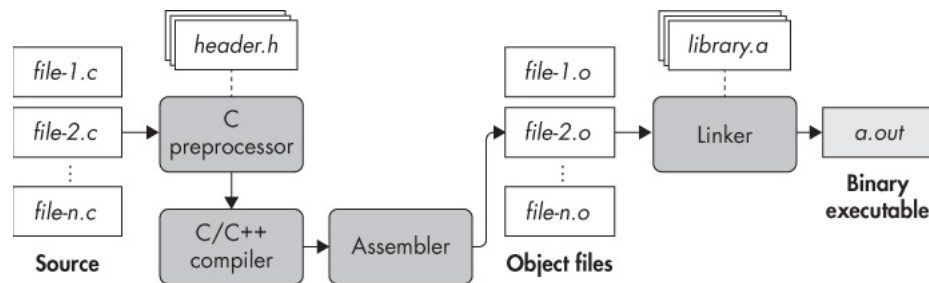 header.h
library.a
file-1.c
file-1.o
file-2.c
C
preprocessor
file-2.o
Linker
a.out
file-n.c
C/C++
compiler
Assembler
file-n.o
Binary
executable
Source
Object files